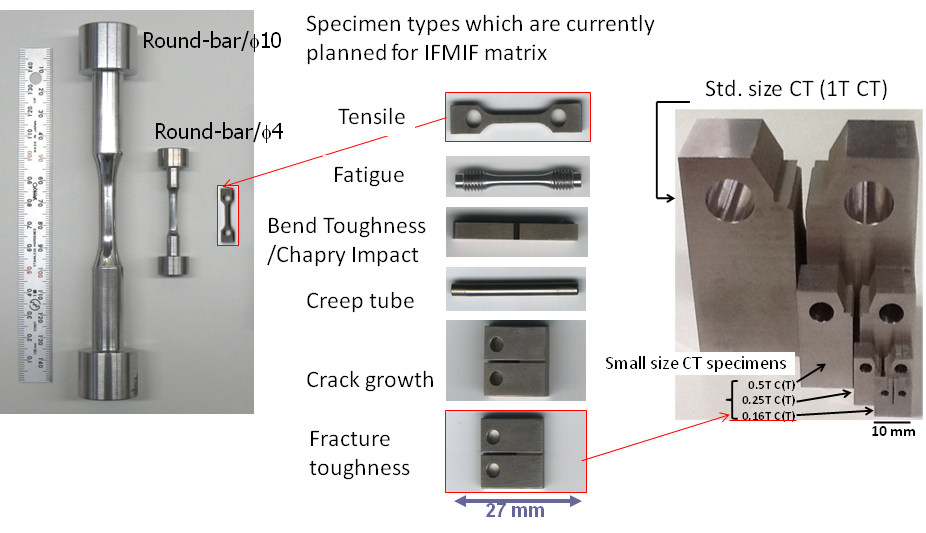 Specimen types which are currently
planned for IFMIF matrix
Round-bar/ϕ10
Round-bar/ϕ4
Tensile
Fatigue
Bend Toughness
/Chapry Impact
Creep tube
Crack growth
Fracture
toughness
27 mm
Std. size CT (1T CT)
Small size CT specimens
0.5T C(T)
0.25T C(T)
0.16T C(T)
10 mm